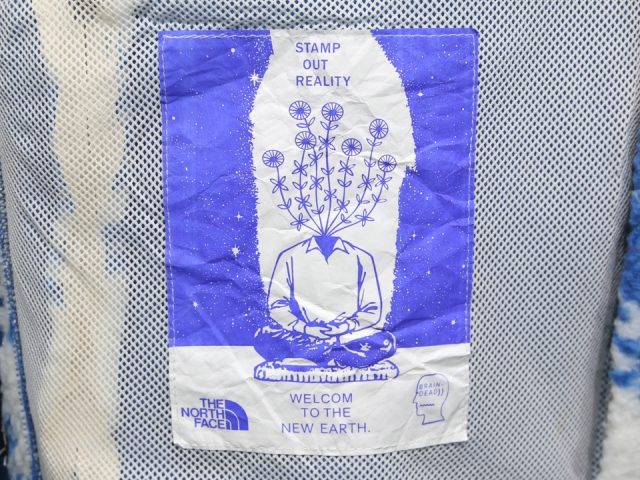 STAMP
OUT
REALITY
WELCOM
TO THE
NEW EARTH.
THE
NORTH
FACE
BRAIN-
DEAD))